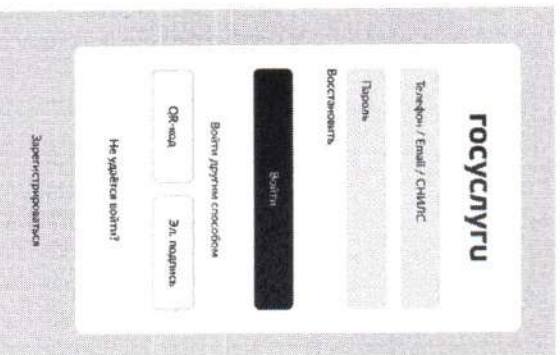 госуслуги
Телефон / Email / СНИЛС
Пароль
Восстановить
Войти
Войти другим способом
QR-код
Эл. подпись
Не удаётся войти?
Зарегистрироваться